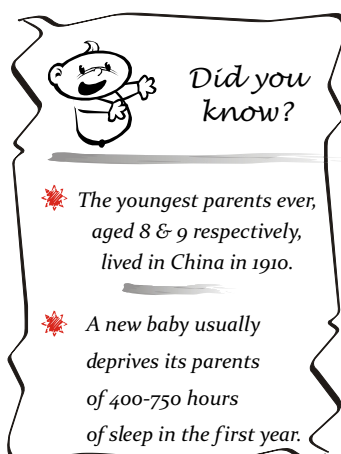 Did you
know?
The youngest parents ever,
aged 8 & 9 respectively,
lived in China in 1910.
A new baby usually
deprives its parents
of 400-750 hours
of sleep in the first year.